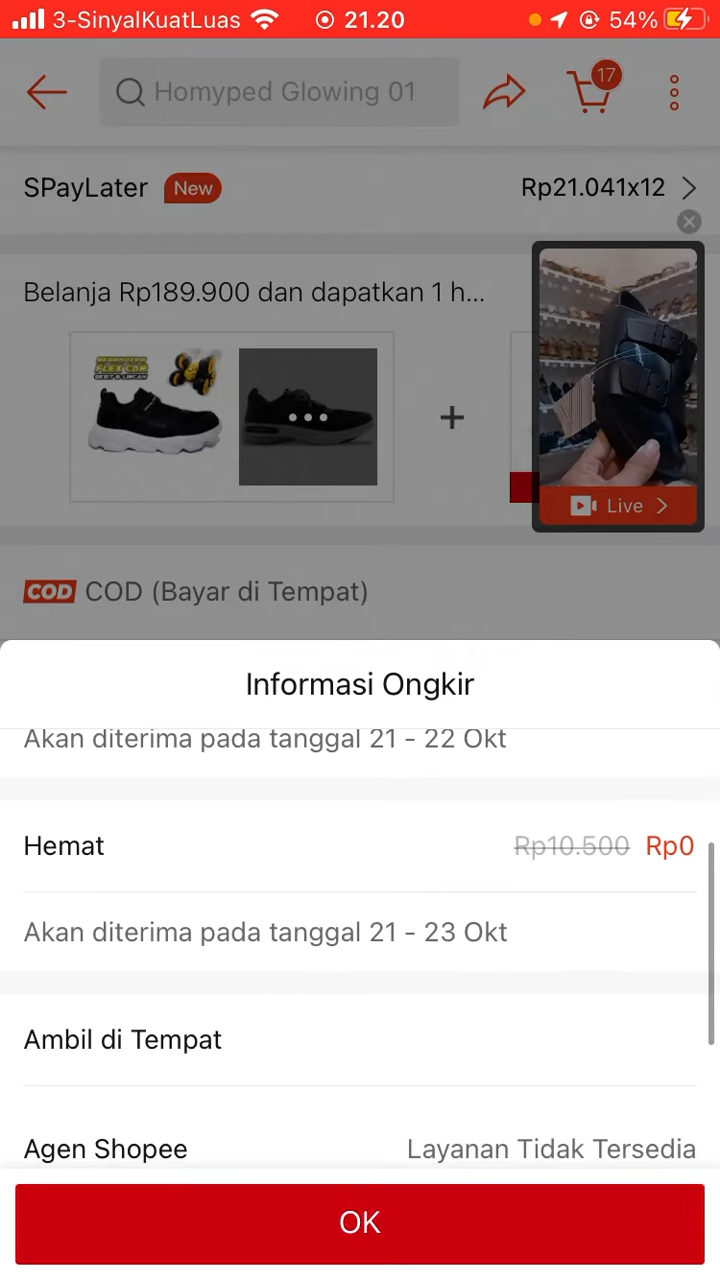 3-SinyalKuatLuas 21.20 54%
Homyped Glowing 01 17
SPayLater New Rp21.041x12
Belanja Rp189.900 dan dapatkan 1 h...
FLEX CAR
+
Live
COD COD (Bayar di Tempat)
Informasi Ongkir
Akan diterima pada tanggal 21 - 22 Okt
Hemat Rp10.500 Rp0
Akan diterima pada tanggal 21 - 23 Okt
Ambil di Tempat
Agen Shopee Layanan Tidak Tersedia
OK